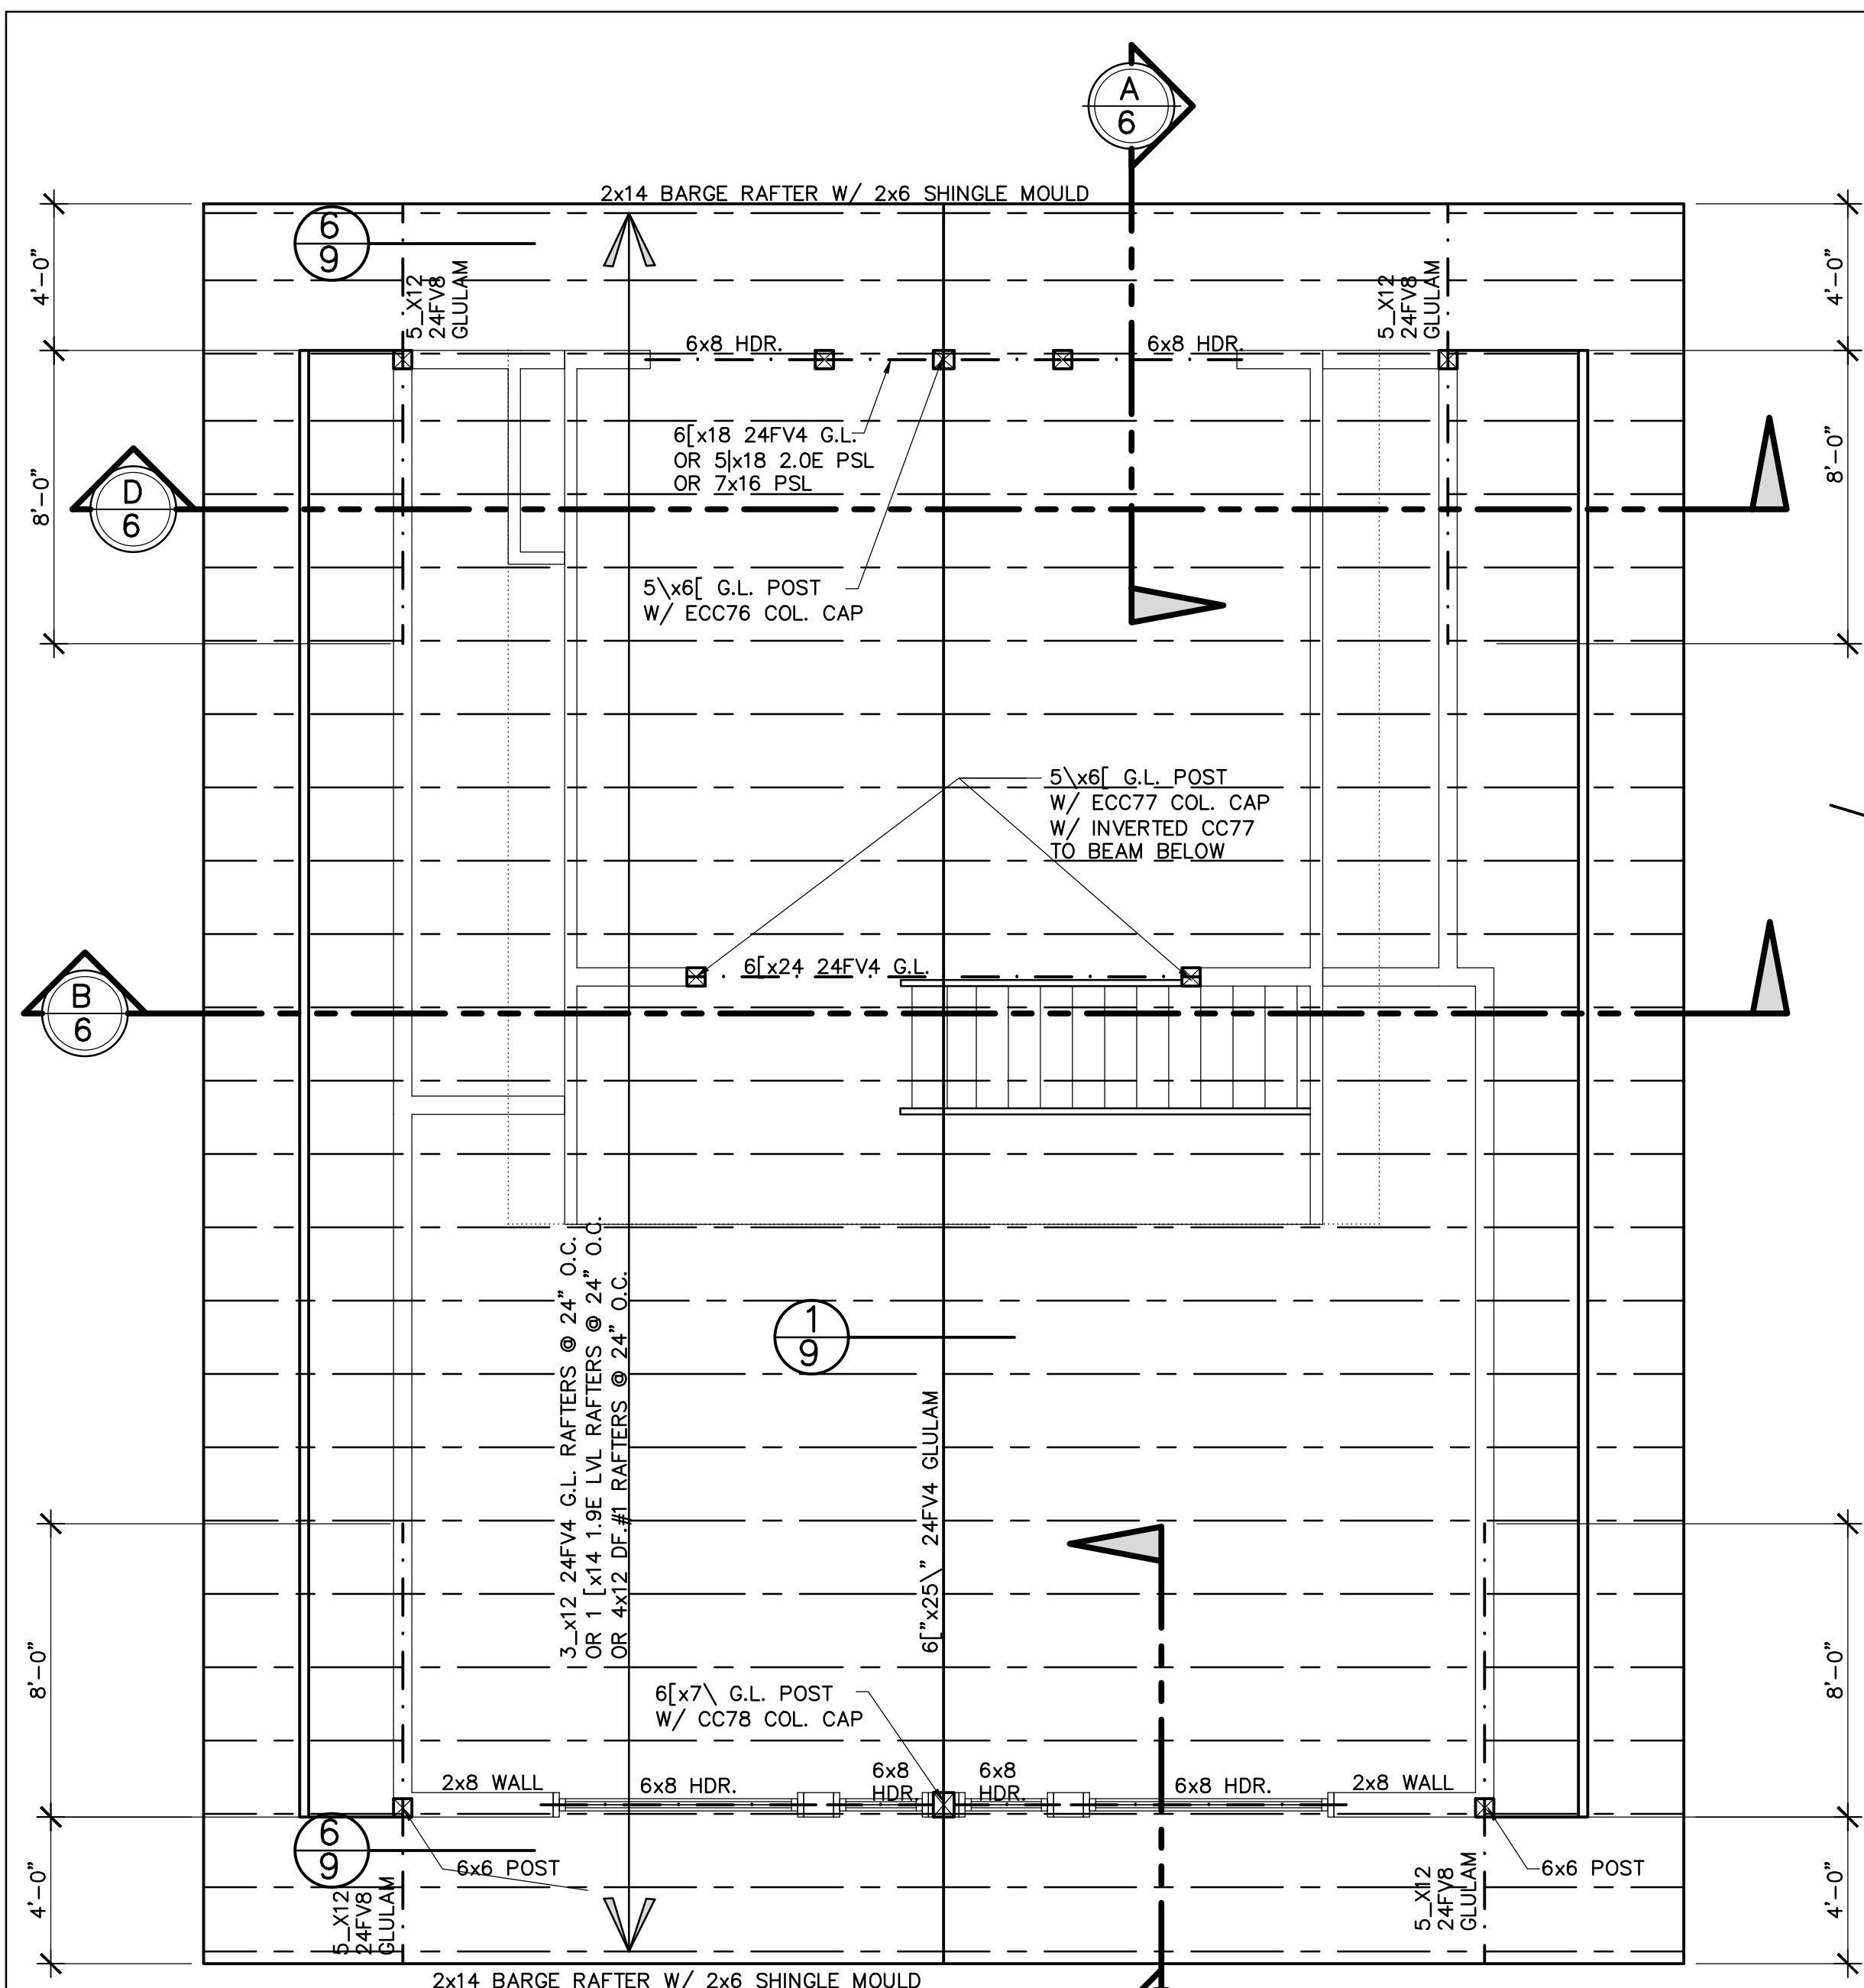 A
6
2x14 BARGE RAFTER W/ 2x6 SHINGLE MOULD
6
9
4'-0"
4'-0"
5_X12
24FV8
GLULAM
5_X12
24FV8
GLULAM
6x8 HDR.
6x8 HDR.
6[x18 24FV4 G.L.
OR 5|x18 2.0E PSL
OR 7x16 PSL
8'-0"
8'-0"
D
6
5\x6[ G.L. POST
W/ ECC76 COL. CAP
5\x6[ G.L. POST
W/ ECC77 COL. CAP
W/ INVERTED CC77
TO BEAM BELOW
6[x24 24FV4 G.L.
B
6
3_x12 24FV4 G.L. RAFTERS @ 24" O.C.
OR 1 [x14 1.9E LVL RAFTERS @ 24" O.C.
OR 4x12 DF.#1 RAFTERS @ 24" O.C.
1
9
6["x25\" 24FV4 GLULAM
8'-0"
8'-0"
6[x7\ G.L. POST
W/ CC78 COL. CAP
2x8 WALL
6x8 HDR.
6x8
HDR.
6x8
HDR.
6x8 HDR.
2x8 WALL
6
9
6x6 POST
6x6 POST
4'-0"
4'-0"
5_X12
24FV8
GLULAM
5_X12
24FV8
GLULAM
2x14 BARGE RAFTER W/ 2x6 SHINGLE MOULD